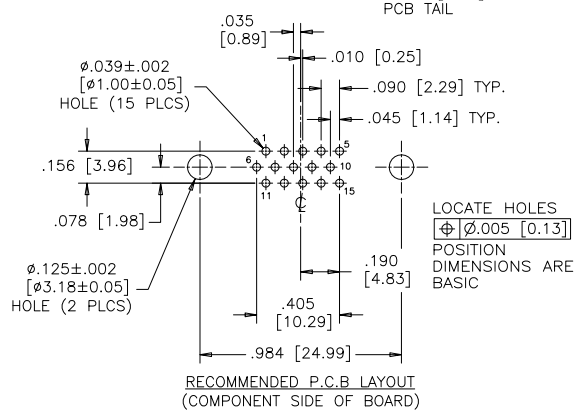 PCB TAIL
.035
[0.89]
.010 [0.25]
ø.039±.002
[ø1.00±0.05]
HOLE (15 PLCS)
.090 [2.29] TYP.
.045 [1.14] TYP.
1
5
.156 [3.96]
6
10
11
15
.078 [1.98]
LOCATE HOLES
⌖ Ø.005 [0.13]
POSITION
DIMENSIONS ARE
BASIC
ø.125±.002
[ø3.18±0.05]
HOLE (2 PLCS)
.190
[4.83]
.405
[10.29]
.984 [24.99]
RECOMMENDED P.C.B LAYOUT
(COMPONENT SIDE OF BOARD)